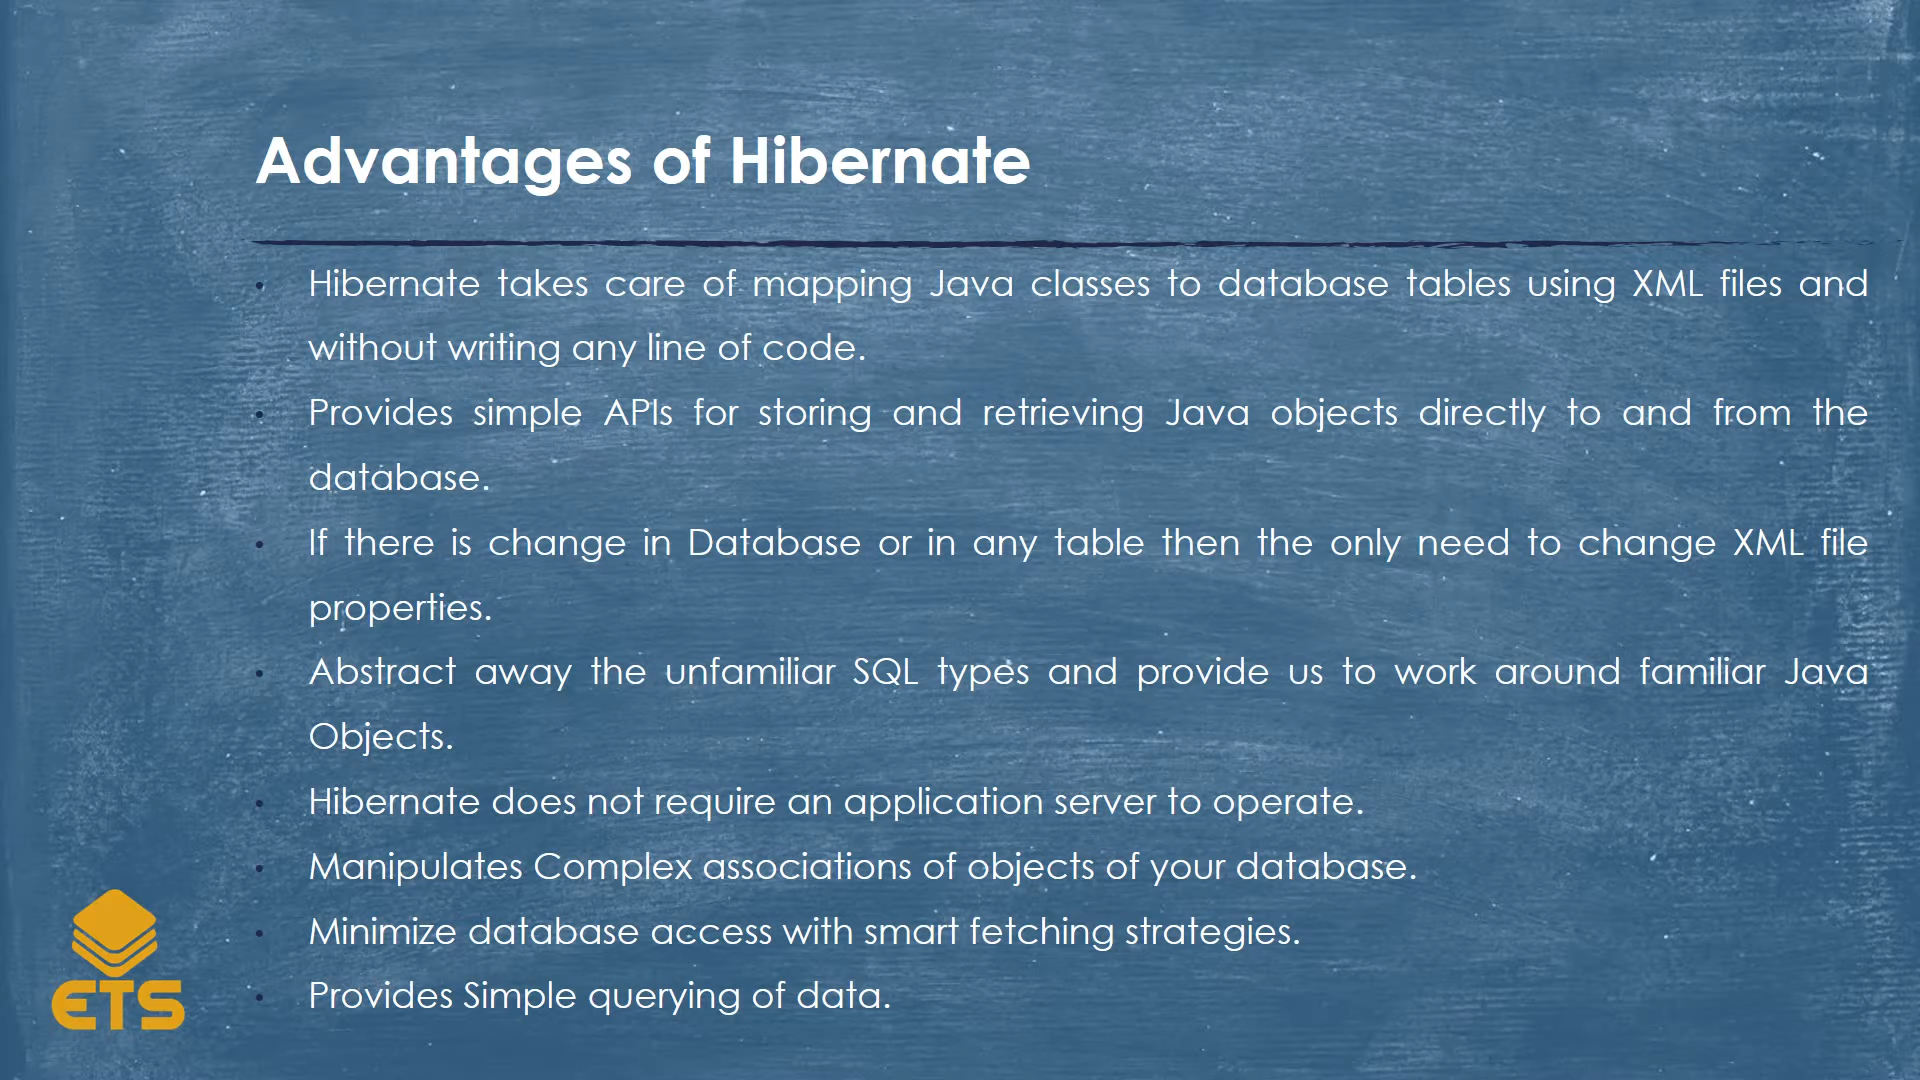 Advantages of Hibernate
• Hibernate takes care of mapping Java classes to database tables using XML files and
without writing any line of code.
• Provides simple APIs for storing and retrieving Java objects directly to and from the
database.
• If there is change in Database or in any table then the only need to change XML file
properties.
• Abstract away the unfamiliar SQL types and provide us to work around familiar Java
Objects.
• Hibernate does not require an application server to operate.
• Manipulates Complex associations of objects of your database.
• Minimize database access with smart fetching strategies.
• Provides Simple querying of data.
ETS